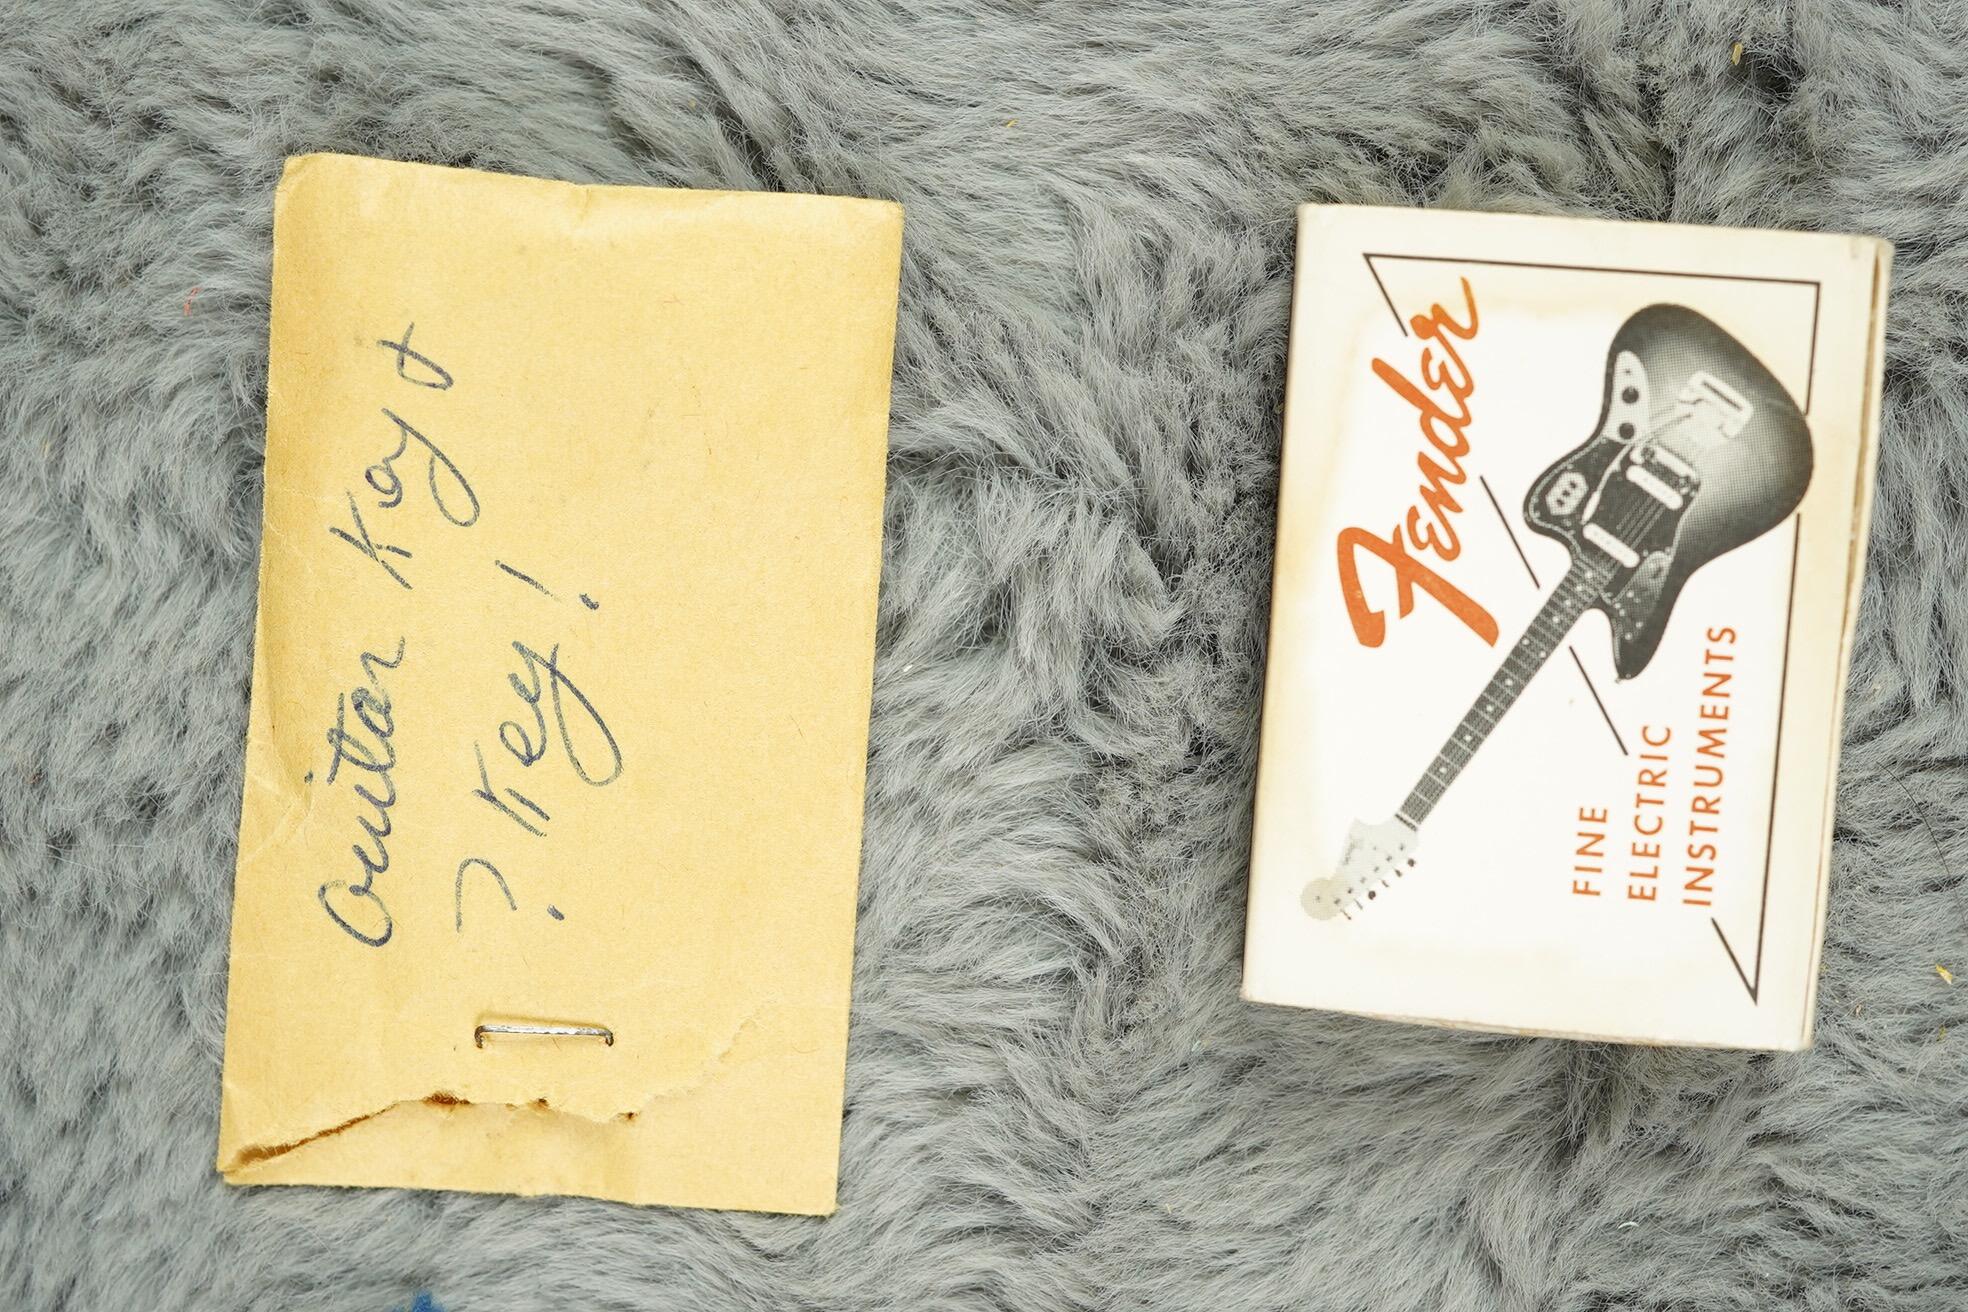 Guitar Key &
? Key!
Fender
FINE
ELECTRIC
INSTRUMENTS